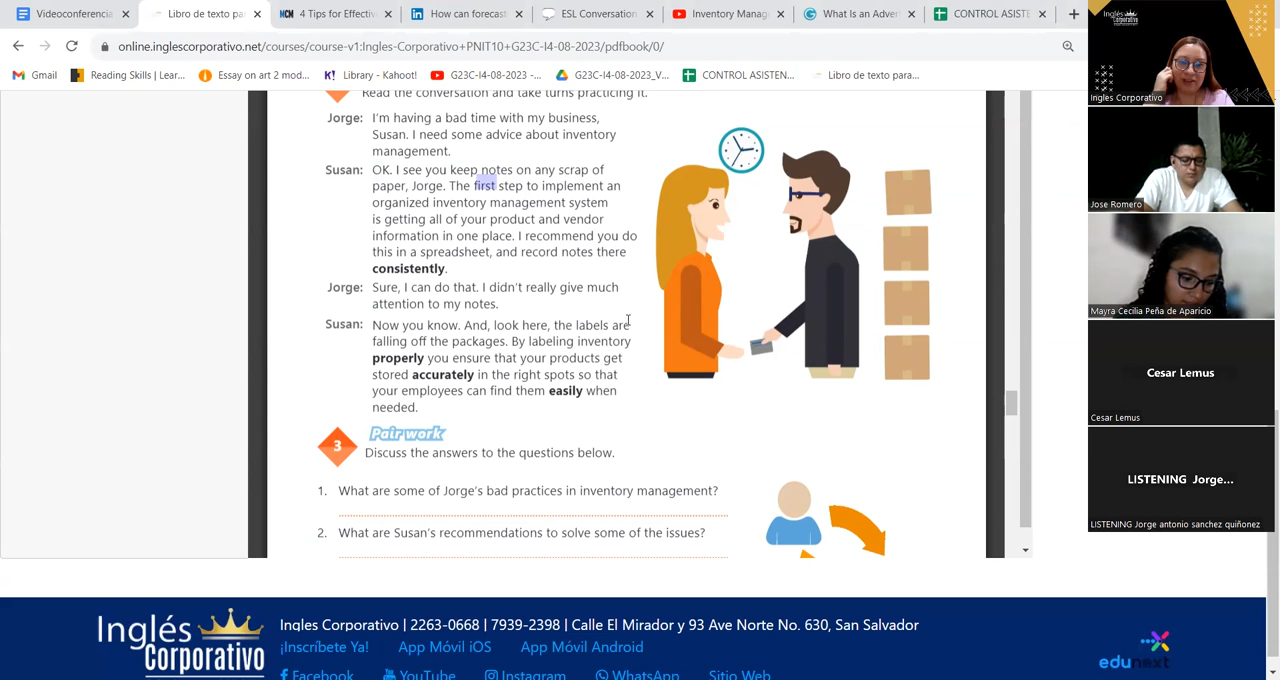 Videoconferencia
Libro de texto pa
4 Tips for Effectiv
How can forecast
ESL Conversation
Inventory Manag
What Is an Adver
CONTROL ASISTE
online.inglescorporativo.net/courses/course-v1:Ingles-Corporativo+PNIT10+G23C-I4-08-2023/pdfbook/0/
Gmail
Reading Skills | Lear...
Essay on art 2 mod...
Library - Kahoot!
G23C-I4-08-2023 -...
G23C-I4-08-2023_V...
CONTROL ASISTEN...
Libro de texto para...
Read the conversation and take turns practicing it.
Jorge: I'm having a bad time with my business,
Susan. I need some advice about inventory
management.
Susan: OK. I see you keep notes on any scrap of
paper, Jorge. The first step to implement an
organized inventory management system
is getting all of your product and vendor
information in one place. I recommend you do
this in a spreadsheet, and record notes there
consistently.
Jorge: Sure, I can do that. I didn't really give much
attention to my notes.
Susan: Now you know. And, look here, the labels are
falling off the packages. By labeling inventory
properly you ensure that your products get
stored accurately in the right spots so that
your employees can find them easily when
needed.
3
Pair work
Discuss the answers to the questions below.
1. What are some of Jorge's bad practices in inventory management?
2. What are Susan's recommendations to solve some of the issues?
Inglés
Corporativo
Ingles Corporativo | 2263-0668 | 7939-2398 | Calle El Mirador y 93 Ave Norte No. 630, San Salvador
¡Inscríbete Ya!
App Móvil iOS
App Móvil Android
Facebook
YouTube
Instagram
WhatsApp
Sitio Web
edunext
Inglés
Corporativo
Ingles Corporativo
Jose Romero
Mayra Cecilia Peña de Aparicio
Cesar Lemus
Cesar Lemus
LISTENING Jorge...
LISTENING Jorge antonio sanchez quiñonez